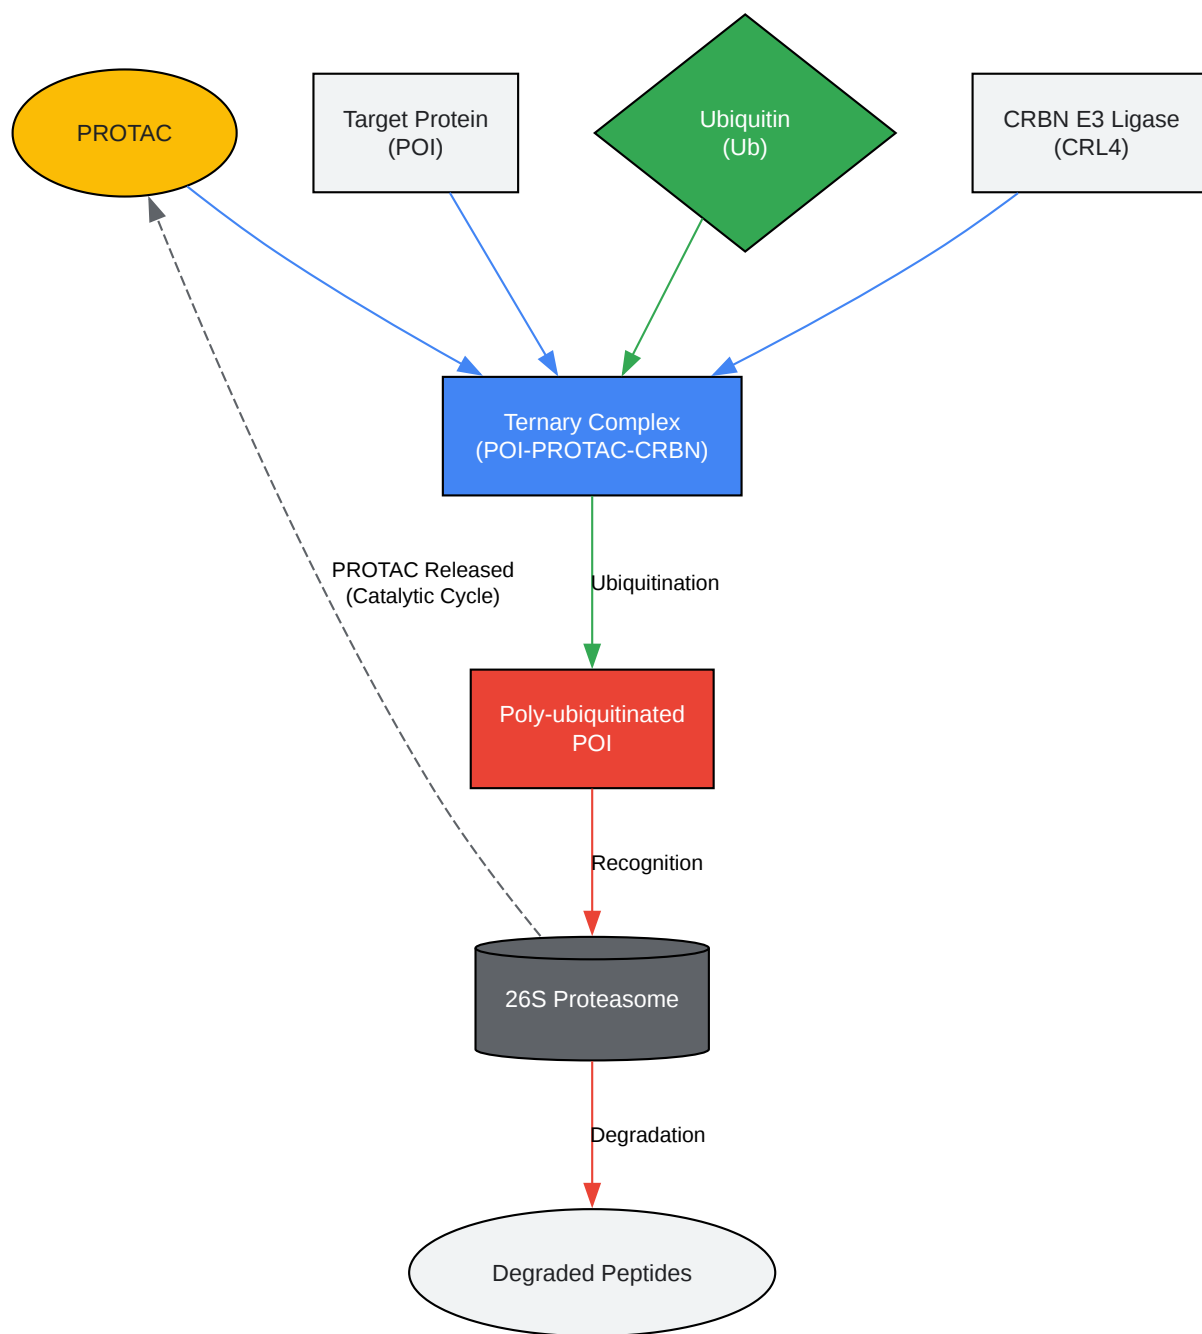 PROTAC
Target Protein
(POI)
Ubiquitin
(Ub)
CRBN E3 Ligase
(CRL4)
Ternary Complex
(POI-PROTAC-CRBN)
PROTAC Released
(Catalytic Cycle)
Ubiquitination
Poly-ubiquitinated
POI
Recognition
26S Proteasome
Degradation
Degraded Peptides